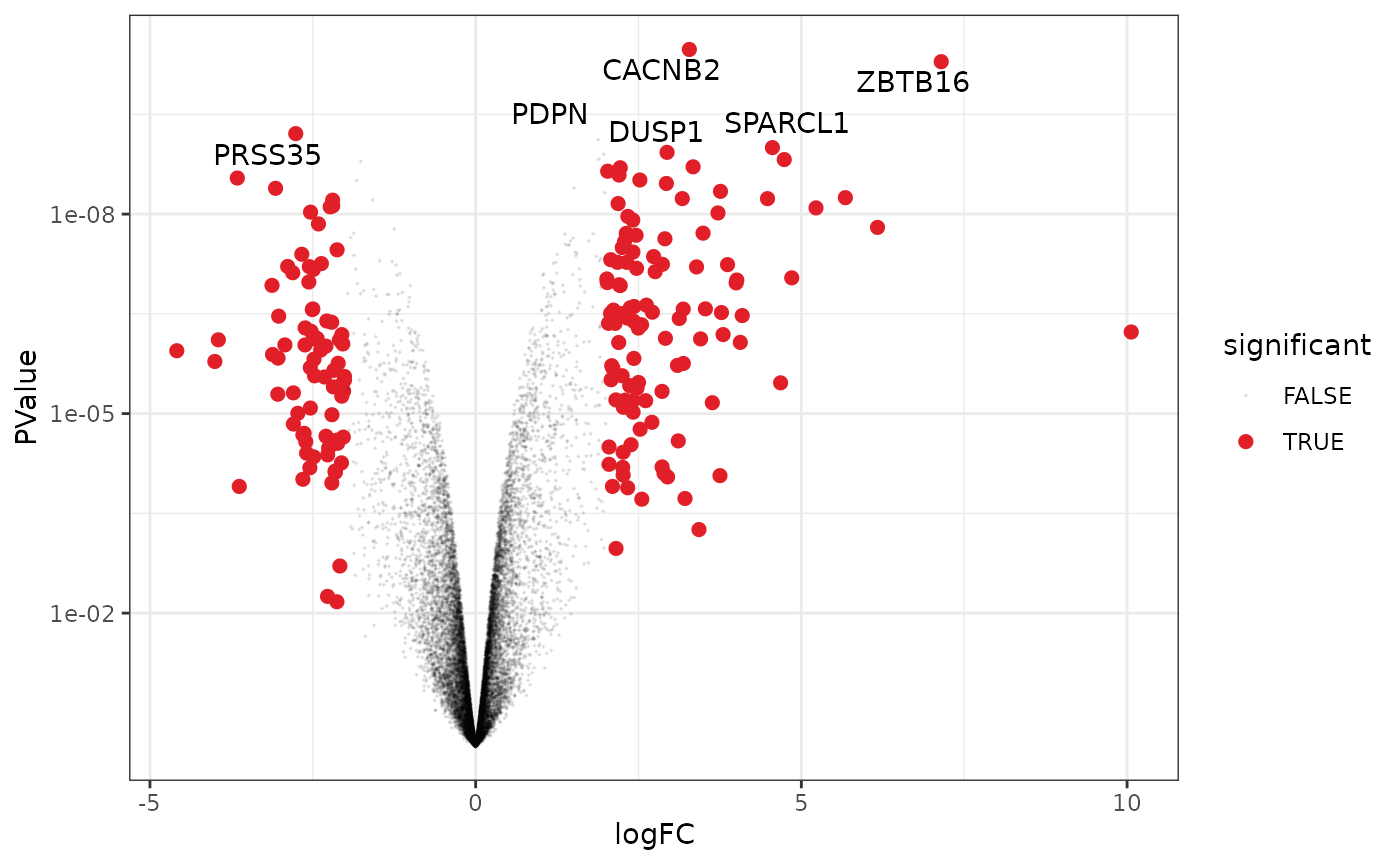 CACNB2
ZBTB16
PDPN
DUSP1
SPARCL1
PRSS35
1e-08
1e-05
1e-02
PValue
-5
0
5
10
logFC
significant
FALSE
TRUE